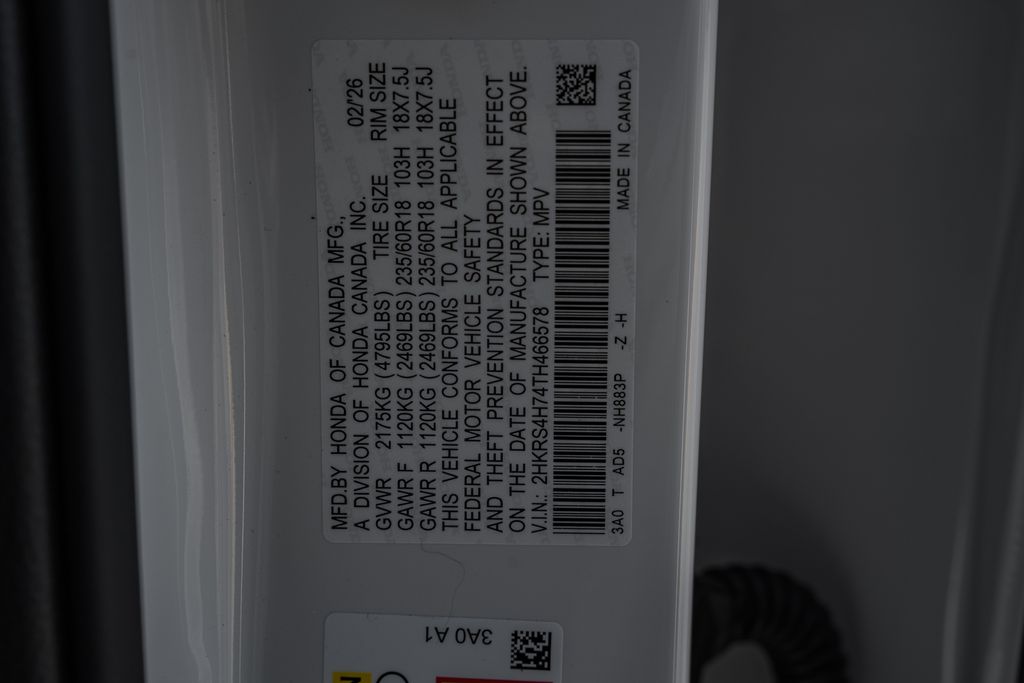 MFD.BY HONDA OF CANADA MFG.,
A DIVISION OF HONDA CANADA INC. 02/'26
GVWR 2175KG (4795LBS) TIRE SIZE RIM SIZE
GAWR F 1120KG (2469LBS) 235/60R18 103H 18X7.5J
GAWR R 1120KG (2469LBS) 235/60R18 103H 18X7.5J
THIS VEHICLE CONFORMS TO ALL APPLICABLE
FEDERAL MOTOR VEHICLE SAFETY
AND THEFT PREVENTION STANDARDS IN EFFECT
ON THE DATE OF MANUFACTURE SHOWN ABOVE.
V.I.N.: 2HKRS4H74TH466578 TYPE: MPV
3A0 T AD5 -NH883P -Z -H MADE IN CANADA
3A0 A1